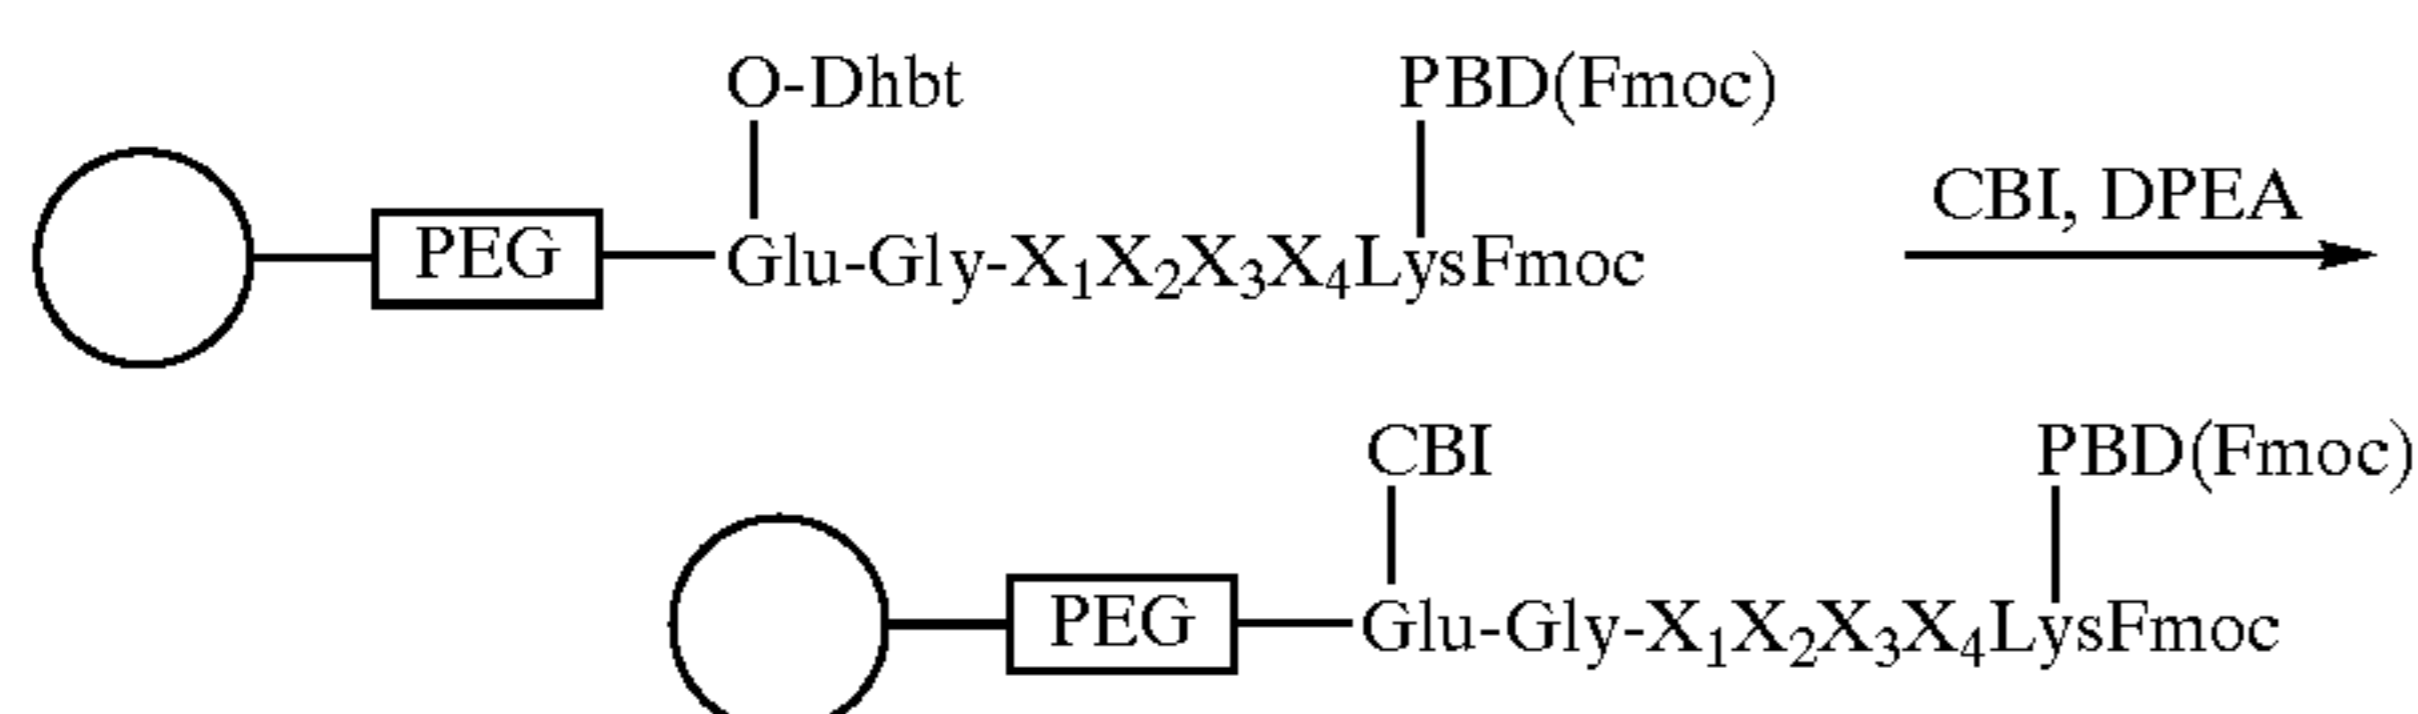 O-Dhbt PBD(Fmoc)
PEG Glu-Gly-X₁X₂X₃X₄LysFmoc CBI, DPEA
CBI PBD(Fmoc)
PEG Glu-Gly-X₁X₂X₃X₄LysFmoc